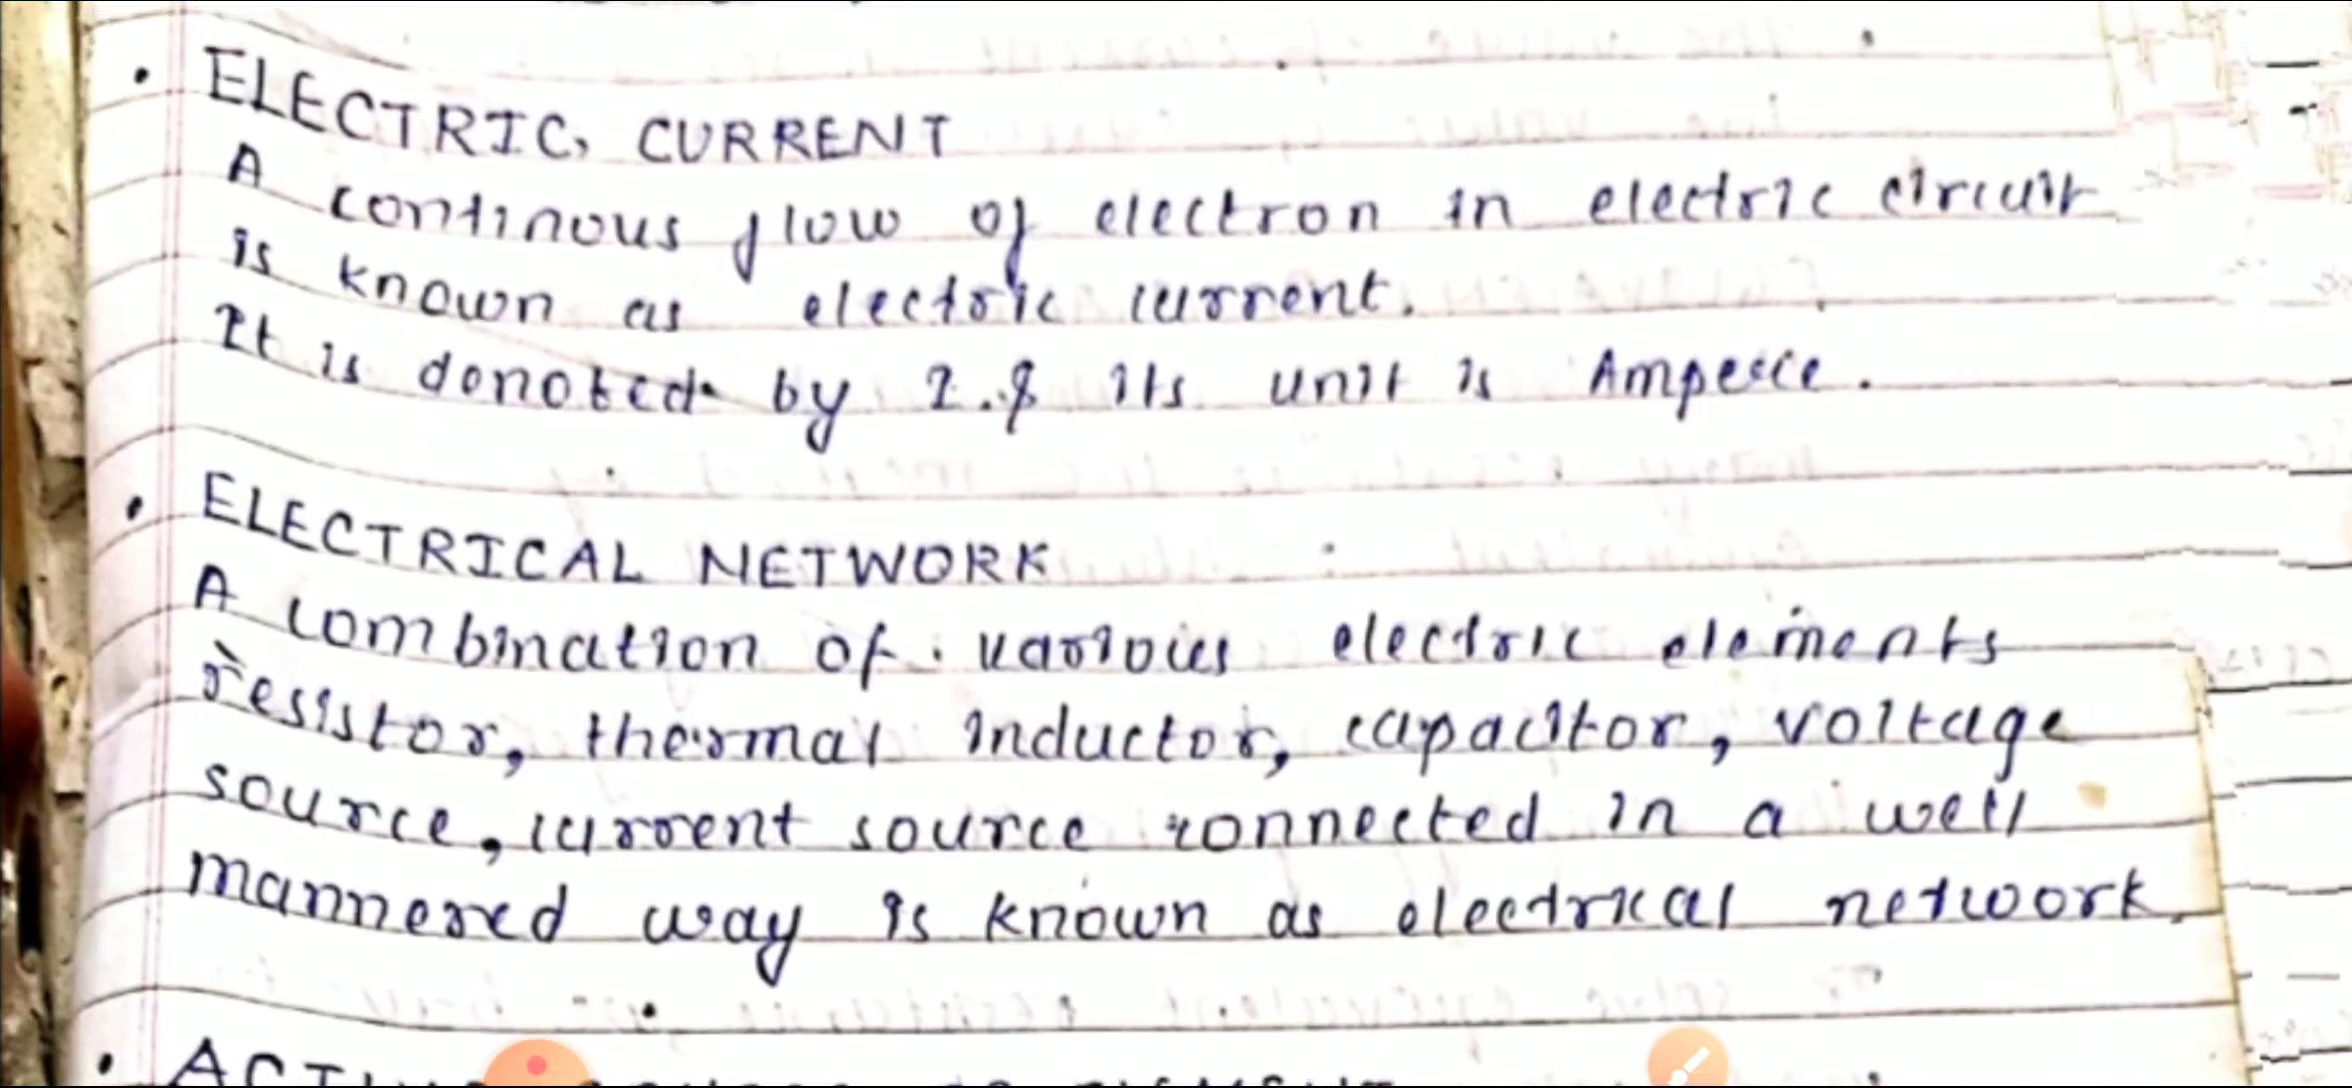 • ELECTRIC CURRENT
A continous flow of electron in electric circuit
is known as electric current.
It is denoted by I. & its unit is Ampere.
• ELECTRICAL NETWORK
A combination of various electric elements
resistor, thermal inductor, capacitor, voltage
source, current source connected in a well
mannered way is known as electrical network.